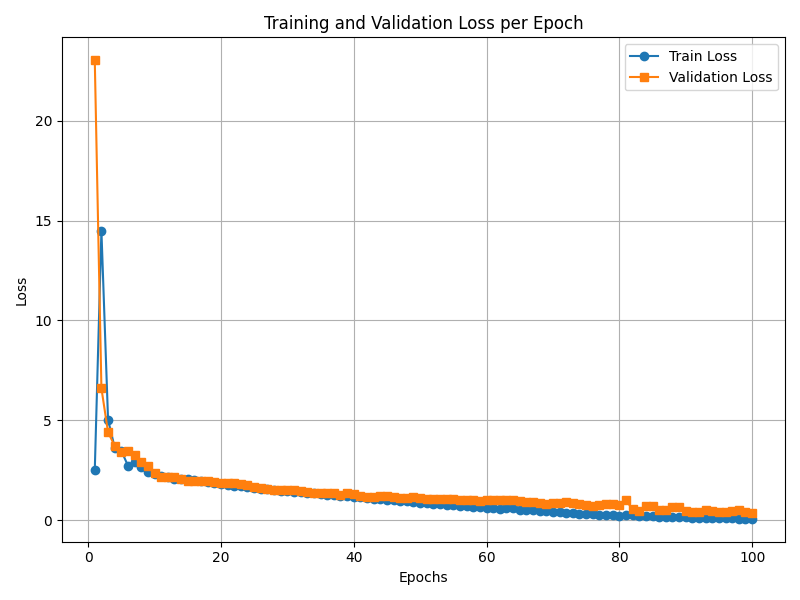 Training and Validation Loss per Epoch
Train Loss
Validation Loss
20
15
10
5
0
Loss
0 20 40 60 80 100
Epochs